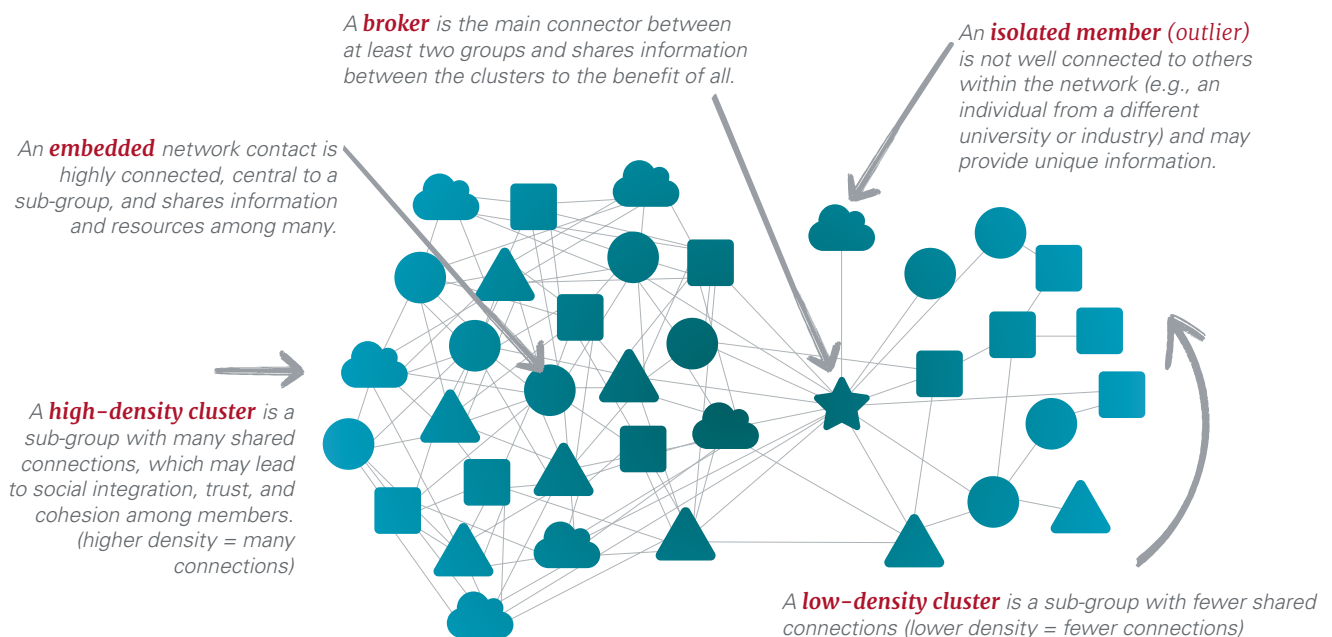 A broker is the main connector between
at least two groups and shares information
between the clusters to the benefit of all.
An isolated member (outlier)
is not well connected to others
within the network (e.g., an
individual from a different
university or industry) and may
provide unique information.
An embedded network contact is
highly connected, central to a
sub-group, and shares information
and resources among many.
A high-density cluster is a
sub-group with many shared
connections, which may lead
to social integration, trust, and
cohesion among members.
(higher density = many
connections)
A low-density cluster is a sub-group with fewer shared
connections (lower density = fewer connections)